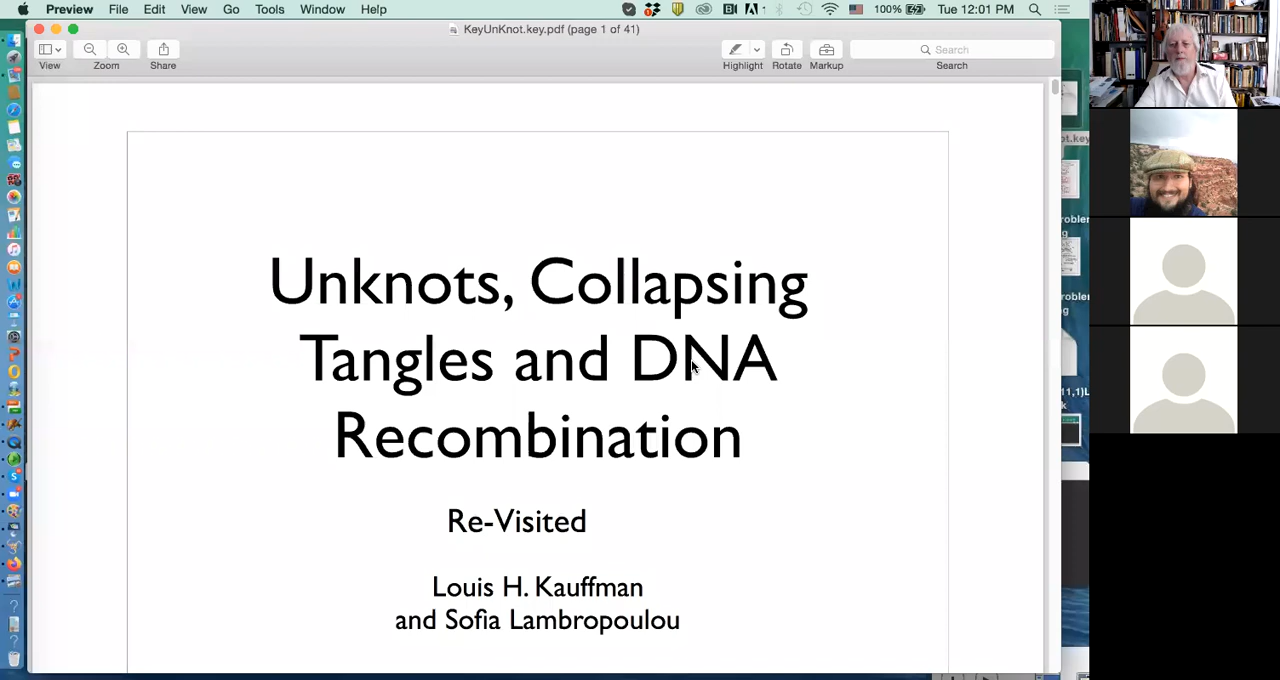 Preview File Edit View Go Tools Window Help 100% Tue 12:01 PM
KeyUnKnot.key.pdf (page 1 of 41)
View Zoom Share Highlight Rotate Markup Search
Search
Unknots, Collapsing
Tangles and DNA
Recombination
Re-Visited
Louis H. Kauffman
and Sofia Lambropoulou